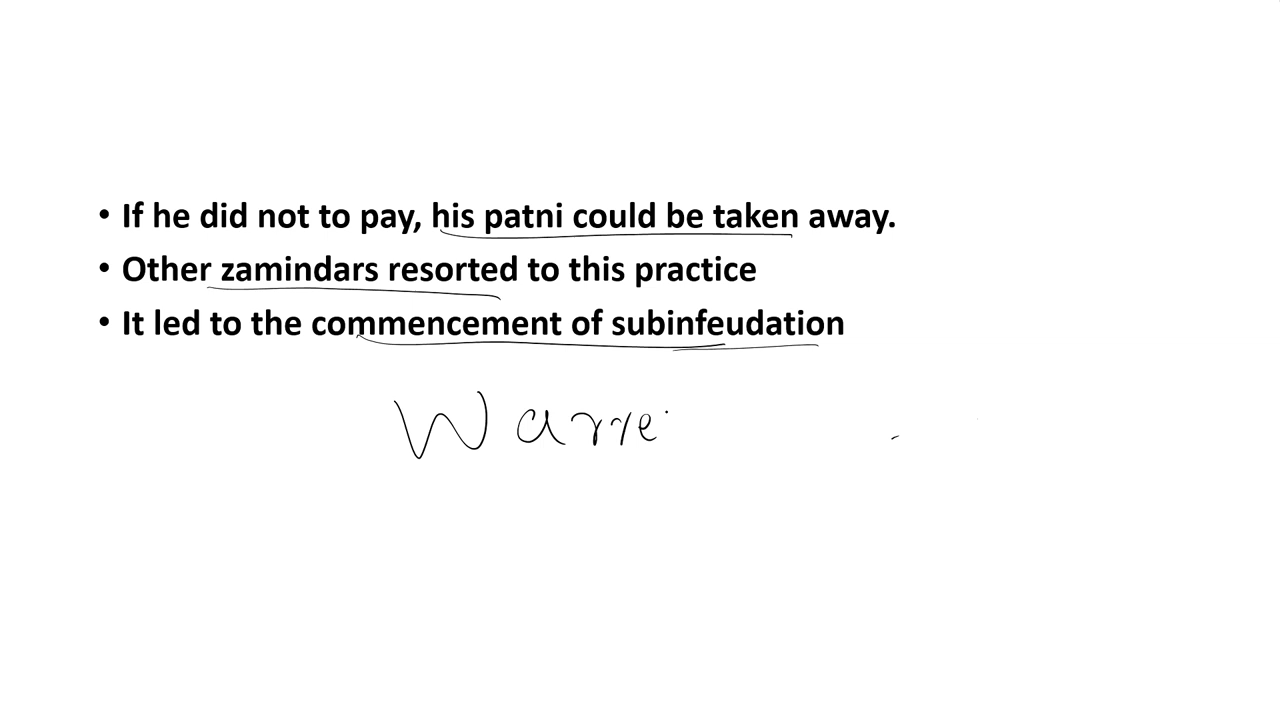 • If he did not to pay, his patni could be taken away.
• Other zamindars resorted to this practice
• It led to the commencement of subinfeudation
Warre